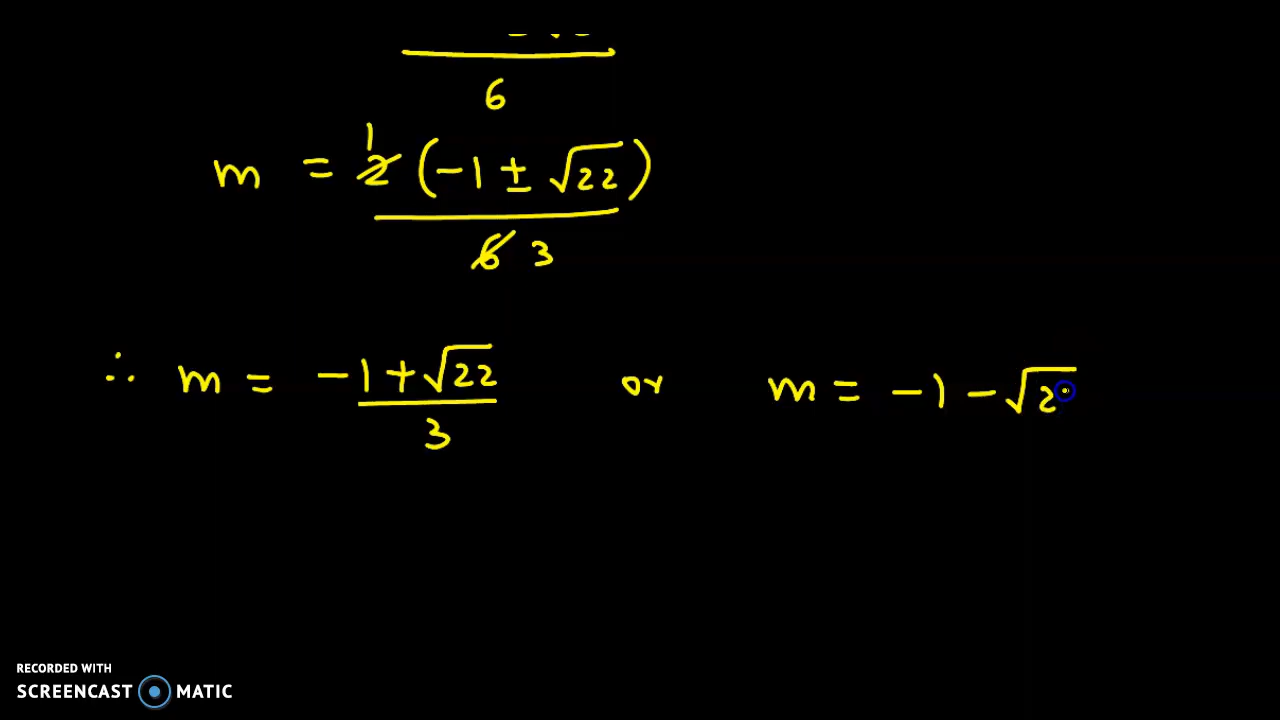 6
m = 1 2 (-1 ± √22)
6 3
∴ m = -1 + √22 or m = -1 - √2
3
RECORDED WITH
SCREENCAST MATIC